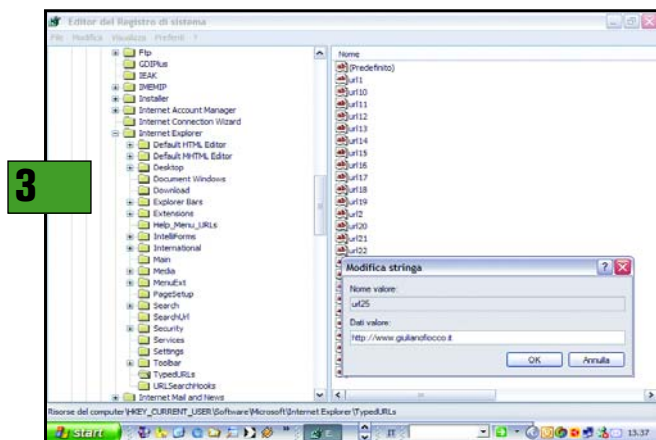 Editor del Registro di sistema
File Modifica Visualizza Preferiti ?
Ftp
GDIPlus
IEAK
IMEMIP
Installer
Internet Account Manager
Internet Connection Wizard
Internet Explorer
Default HTML Editor
Default MHTML Editor
Desktop
Document Windows
Download
Explorer Bars
Extensions
Help_Menu_URLs
IntelliForms
International
Main
Media
MenuExt
PageSetup
Search
SearchUrl
Security
Services
Settings
Toolbar
TypedURLs
URLSearchHooks
Internet Mail and News
Nome
(Predefinito)
url1
url10
url11
url12
url13
url14
url15
url16
url17
url18
url19
url2
url20
url21
url22
3
Modifica stringa
Nome valore:
url25
Dati valore:
http://www.giulianofiocco.it
OK Annulla
Risorse del computer\HKEY_CURRENT_USER\Software\Microsoft\Internet Explorer\TypedURLs
start
IT
13.37